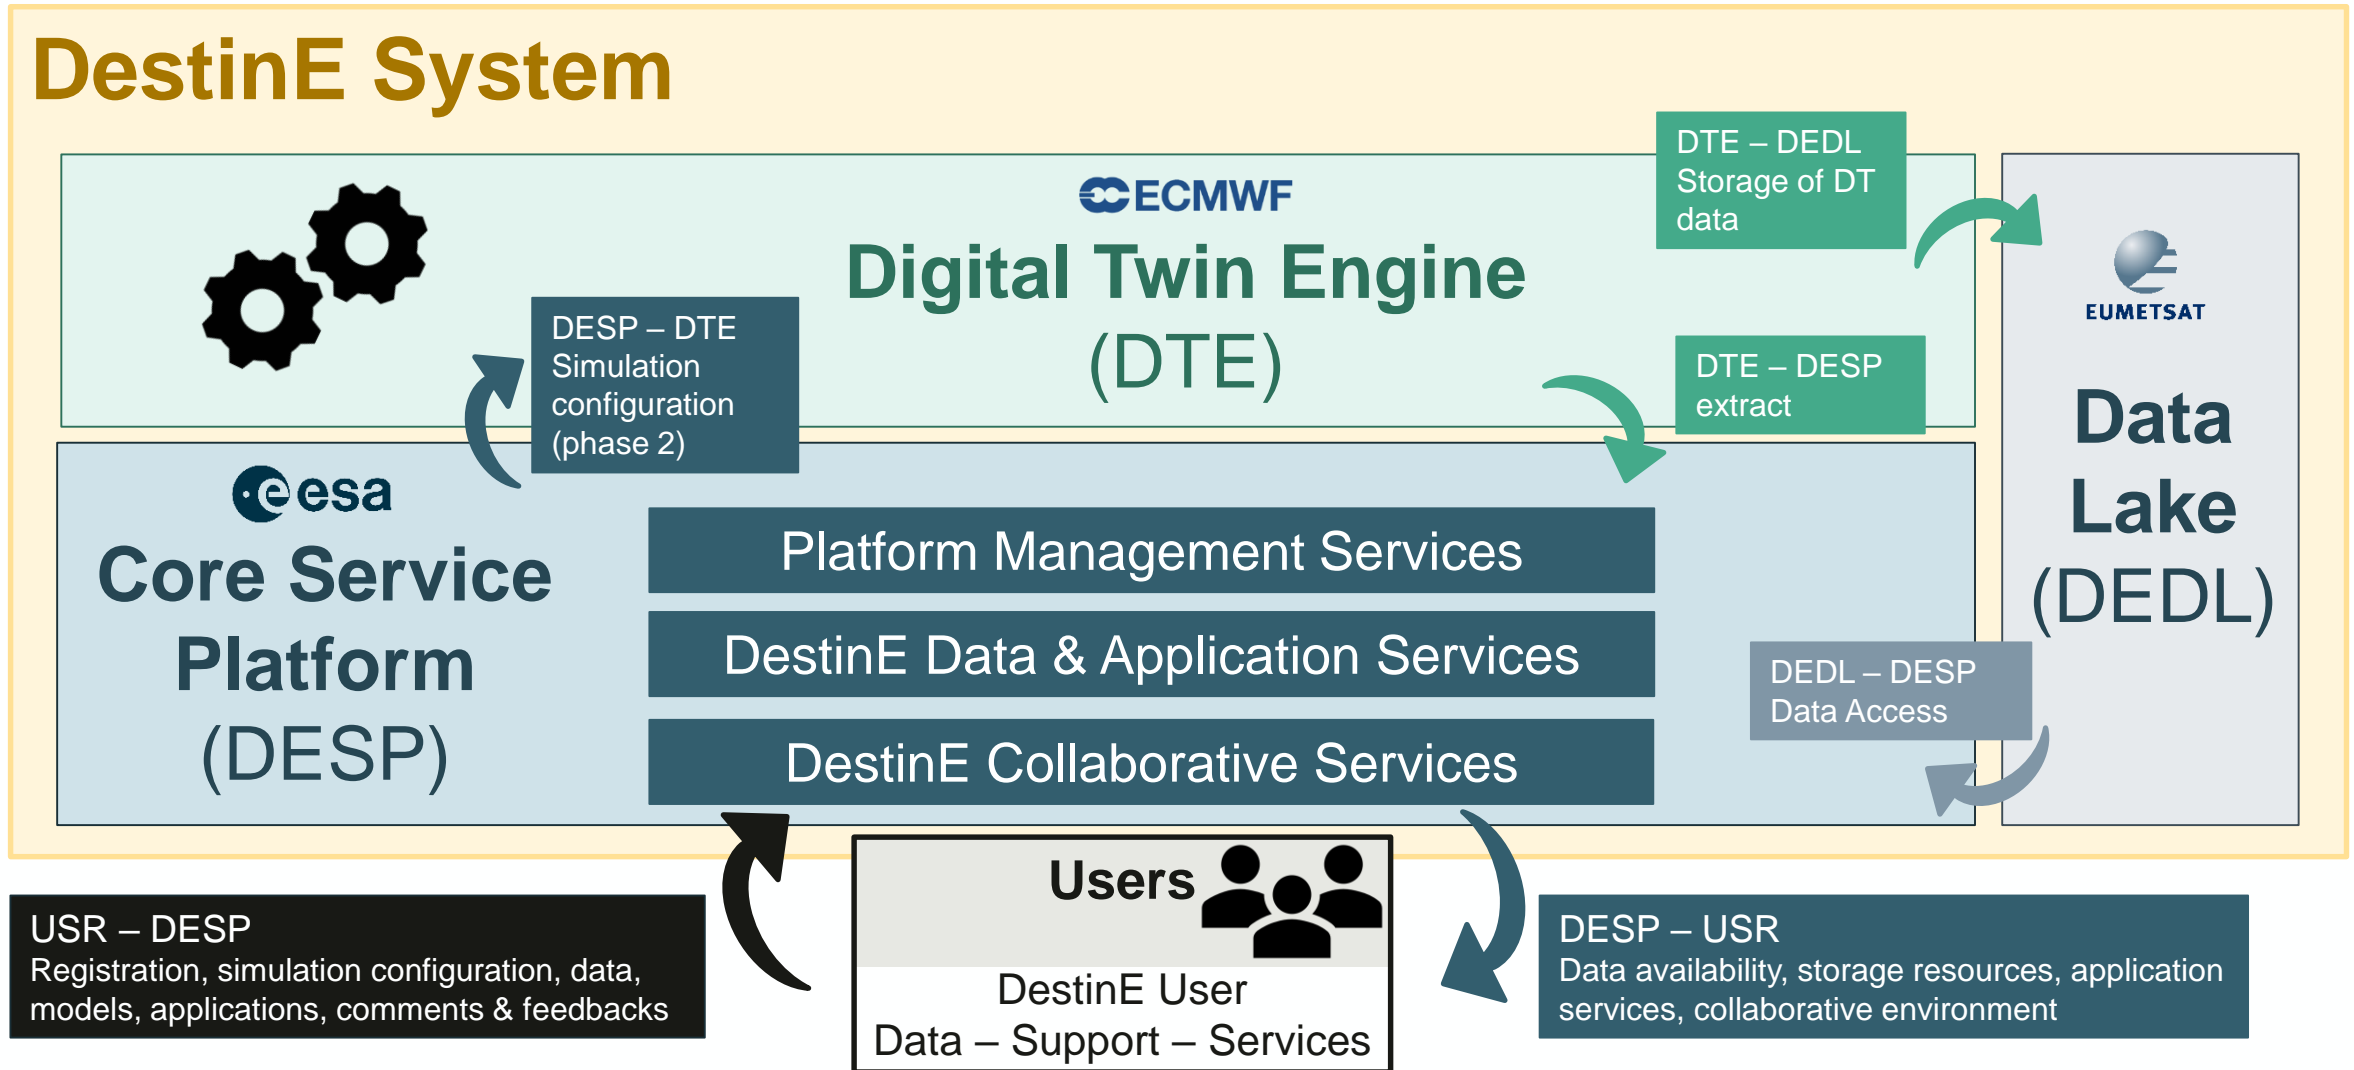 DestinE System
DTE – DEDL
Storage of DT
data
ECMWF
Digital Twin Engine
(DTE)
DESP – DTE
Simulation
configuration
(phase 2)
DTE – DESP
extract
EUMETSAT
Data
Lake
(DEDL)
esa
Core Service
Platform
(DESP)
Platform Management Services
DestinE Data & Application Services
DestinE Collaborative Services
DEDL – DESP
Data Access
Users
DestinE User
Data – Support – Services
USR – DESP
Registration, simulation configuration, data,
models, applications, comments & feedbacks
DESP – USR
Data availability, storage resources, application
services, collaborative environment